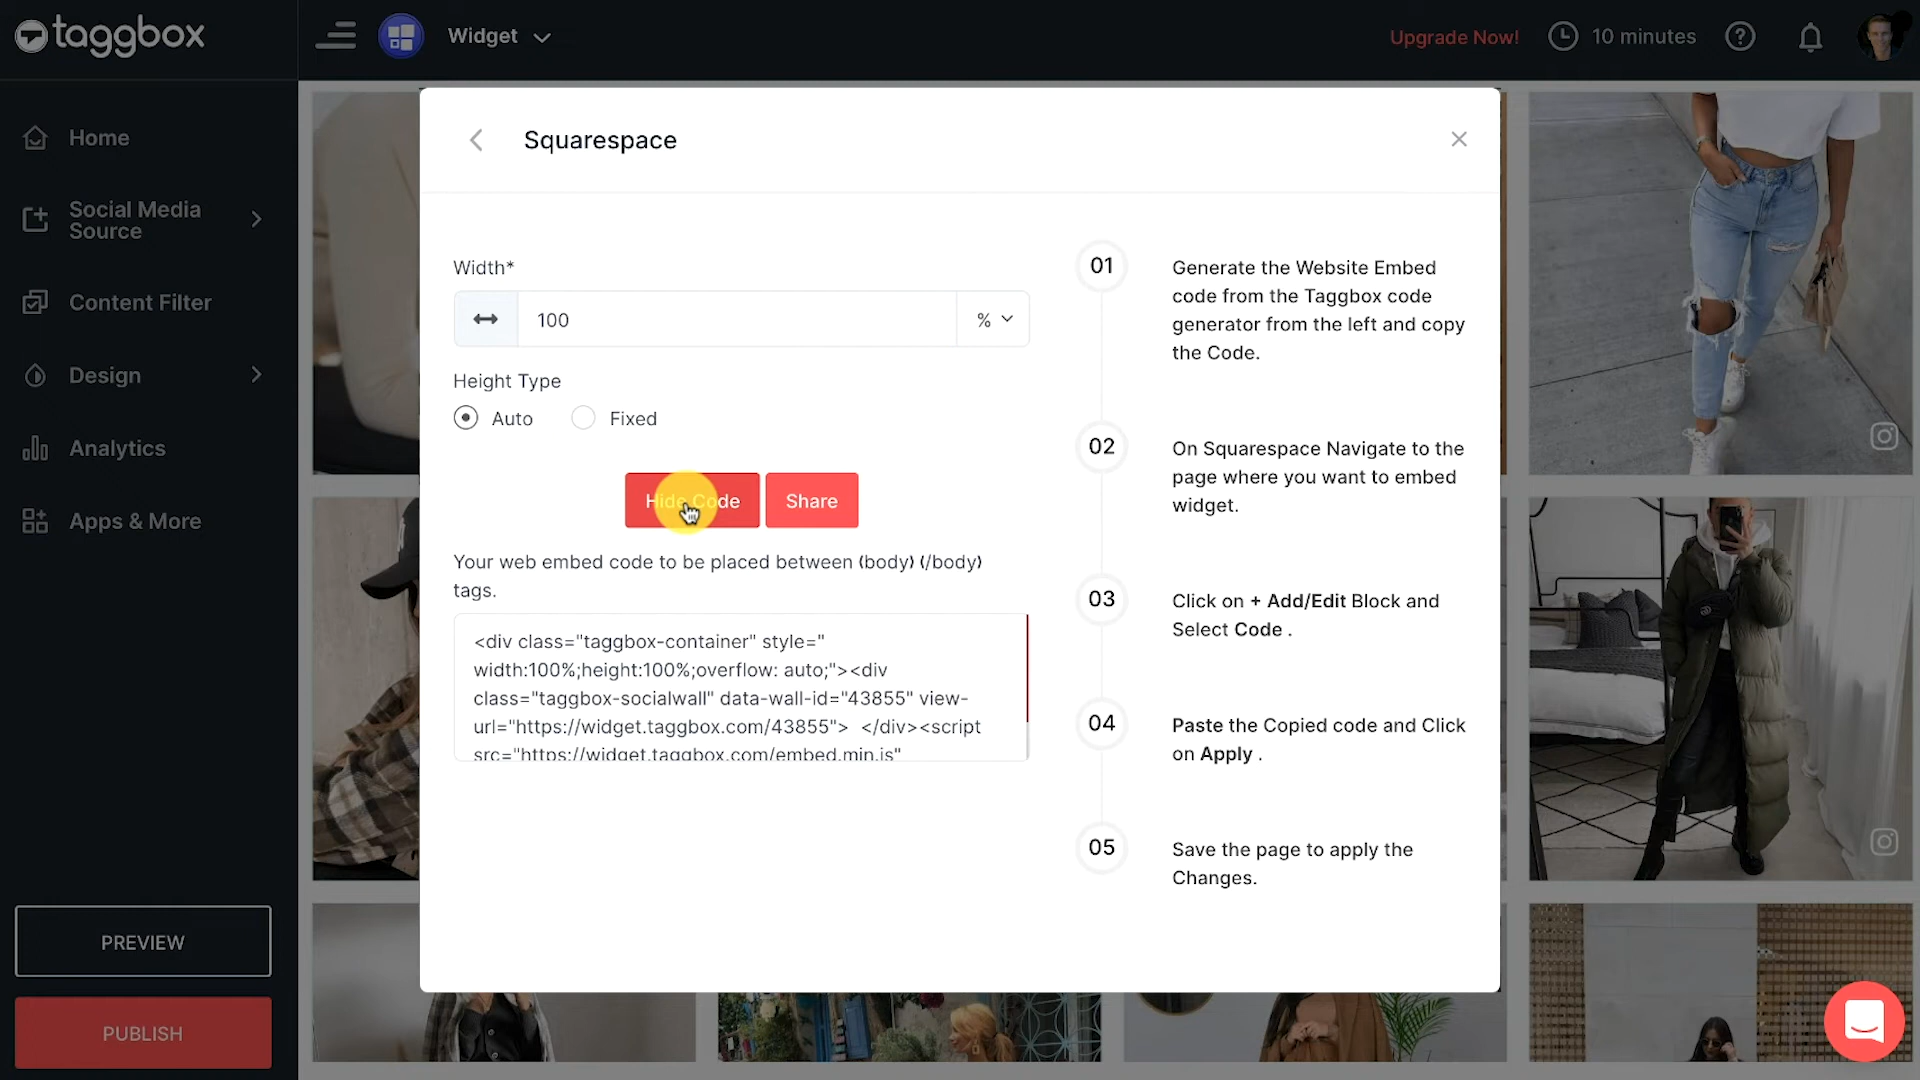 taggbox
Widget
Upgrade Now!
10 minutes
Home
Social Media
Source
Content Filter
Design
Analytics
Apps & More
PREVIEW
PUBLISH
Squarespace
Width*
100
%
Height Type
Auto
Fixed
Hide Code
Share
Your web embed code to be placed between (body) (/body)
tags.
<div class="taggbox-container" style="
width:100%;height:100%;overflow: auto;"><div
class="taggbox-socialwall" data-wall-id="43855" view-
url="https://widget.taggbox.com/43855">  </div><script
src="https://widget.taggbox.com/embed.min.js"
01
Generate the Website Embed
code from the Taggbox code
generator from the left and copy
the Code.
02
On Squarespace Navigate to the
page where you want to embed
widget.
03
Click on + Add/Edit Block and
Select Code .
04
Paste the Copied code and Click
on Apply .
05
Save the page to apply the
Changes.